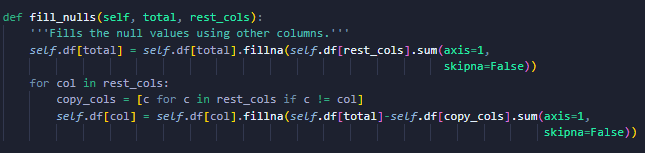 def fill_nulls(self, total, rest_cols):
    '''Fills the null values using other columns.'''
    self.df[total] = self.df[total].fillna(self.df[rest_cols].sum(axis=1,
                                                              skipna=False))
    for col in rest_cols:
        copy_cols = [c for c in rest_cols if c != col]
        self.df[col] = self.df[col].fillna(self.df[total]-self.df[copy_cols].sum(axis=1,
                                                                             skipna=False))